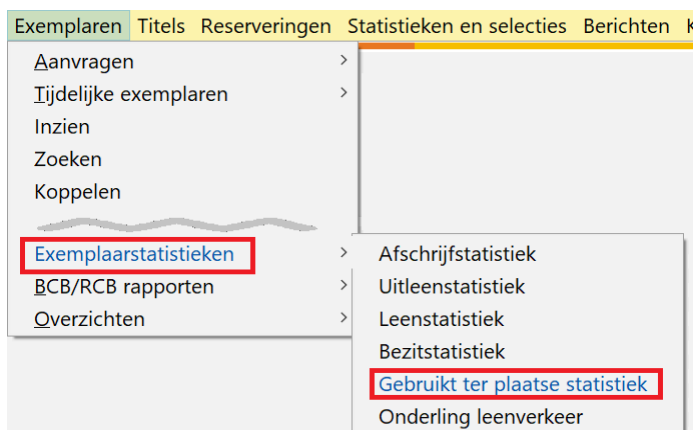 Exemplaren Titels Reserveringen Statistieken en selecties Berichten
Aanvragen
Tijdelijke exemplaren
Inzien
Zoeken
Koppelen
Exemplaarstatistieken
BCB/RCB rapporten
Overzichten
Afschrijfstatistiek
Uitleenstatistiek
Leenstatistiek
Bezitstatistiek
Gebruikt ter plaatse statistiek
Onderling leenverkeer